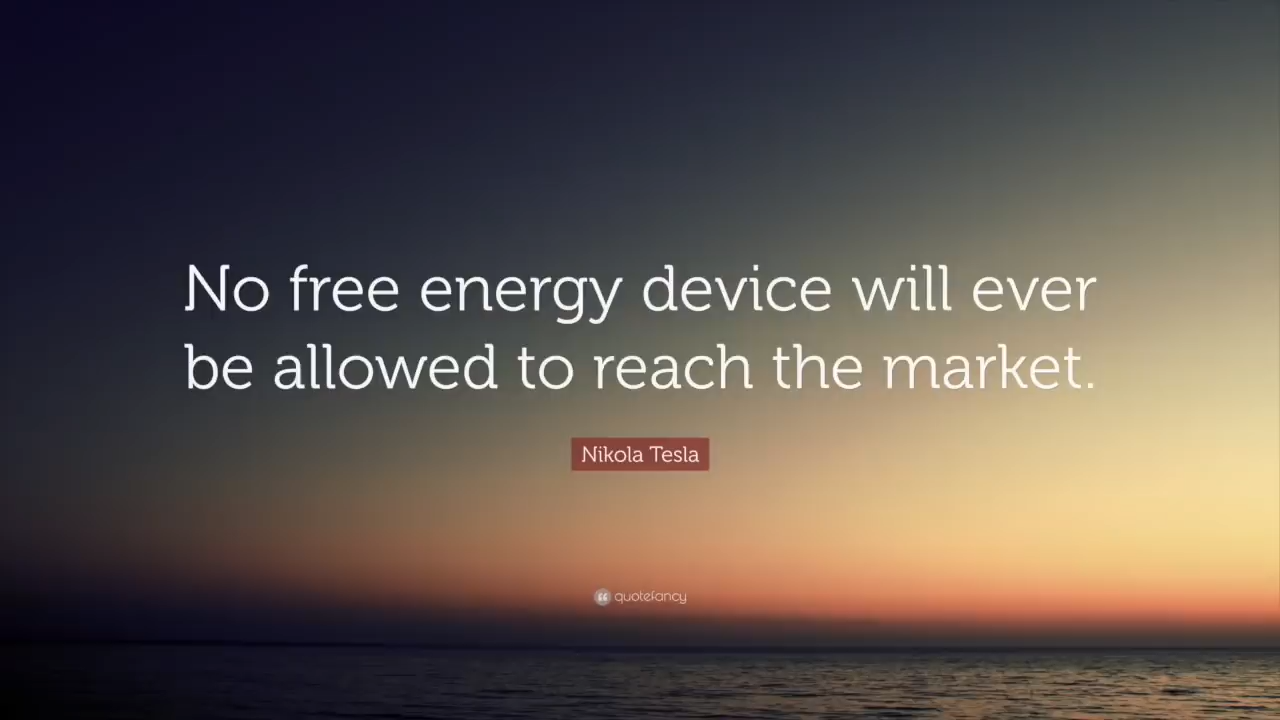 No free energy device will ever
be allowed to reach the market.
Nikola Tesla
quotefancy